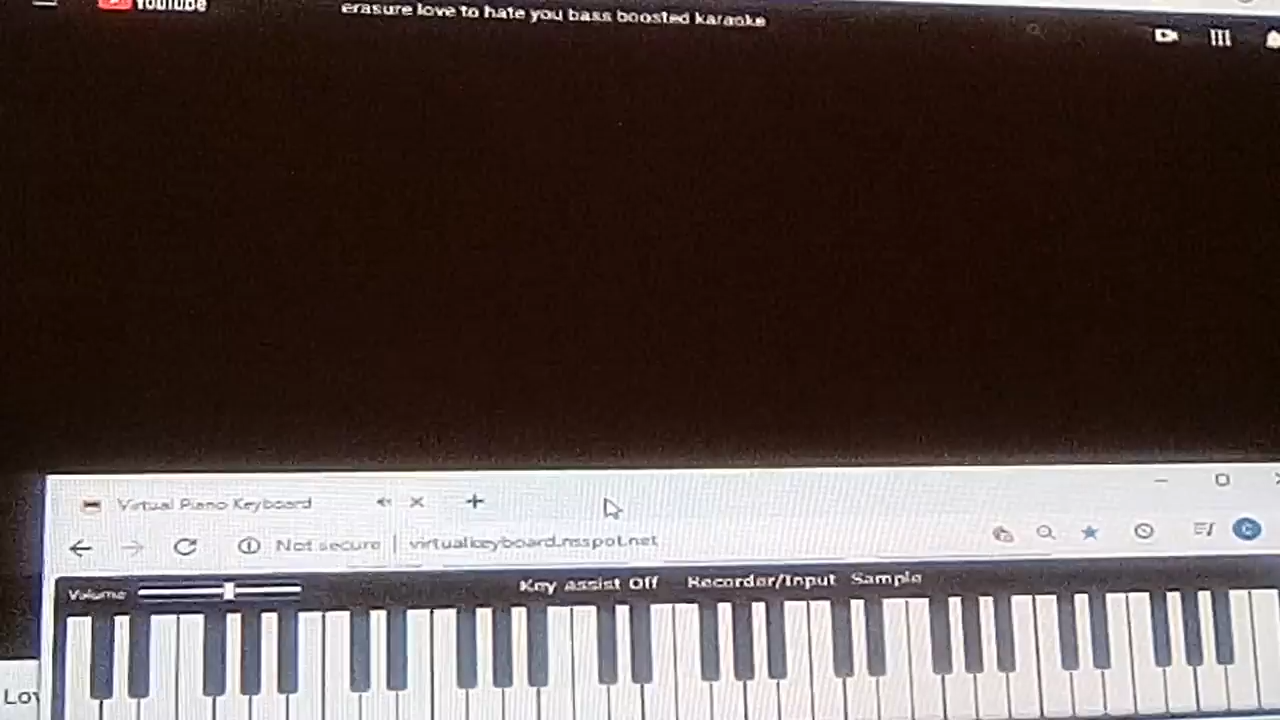 YouTube
erasure love to hate you bass boosted karaoke
Virtual Piano Keyboard
Not secure | virtualkeyboard.nsspot.net
Volume Key assist Off Recorder/Input Sample
C
Lov